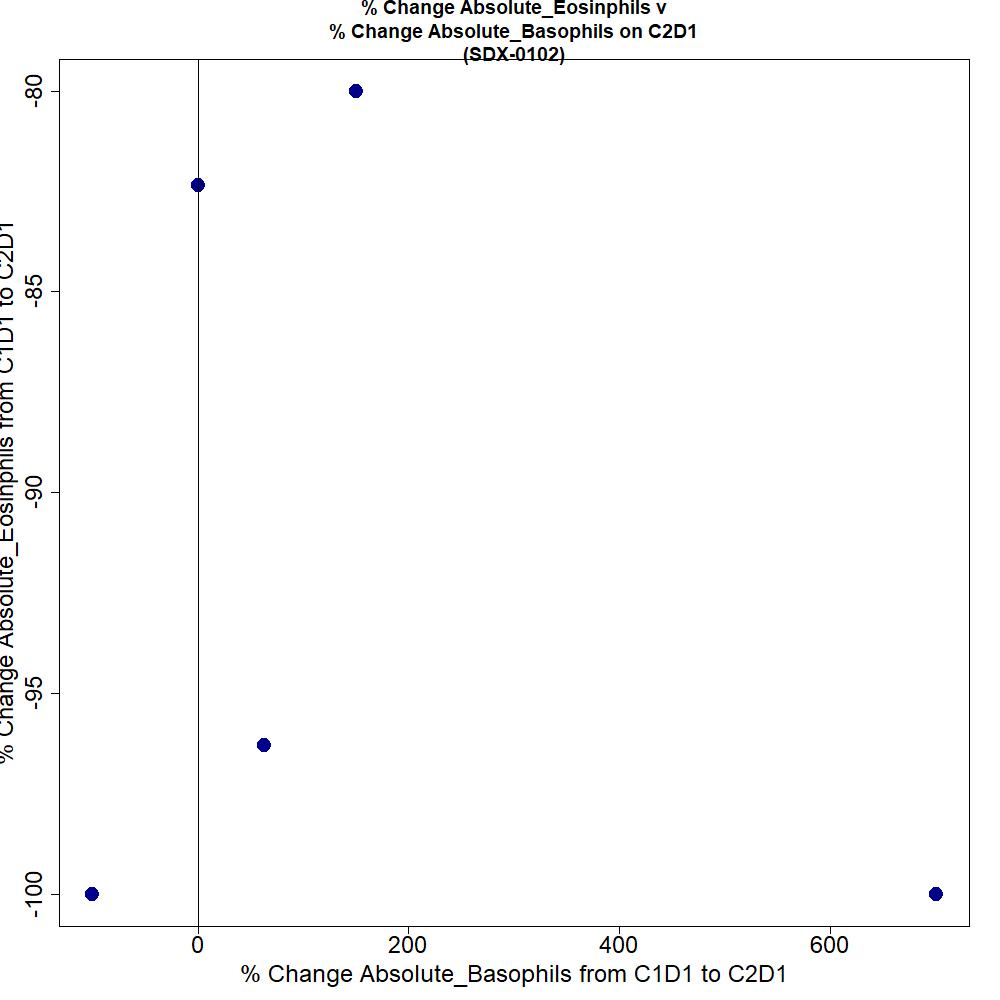 % Change Absolute_Eosinphils v
% Change Absolute_Basophils on C2D1
(SDX-0102)
% Change Absolute_Eosinphils from C1D1 to C2D1
-80
-85
-90
-95
-100
0
200
400
600
% Change Absolute_Basophils from C1D1 to C2D1